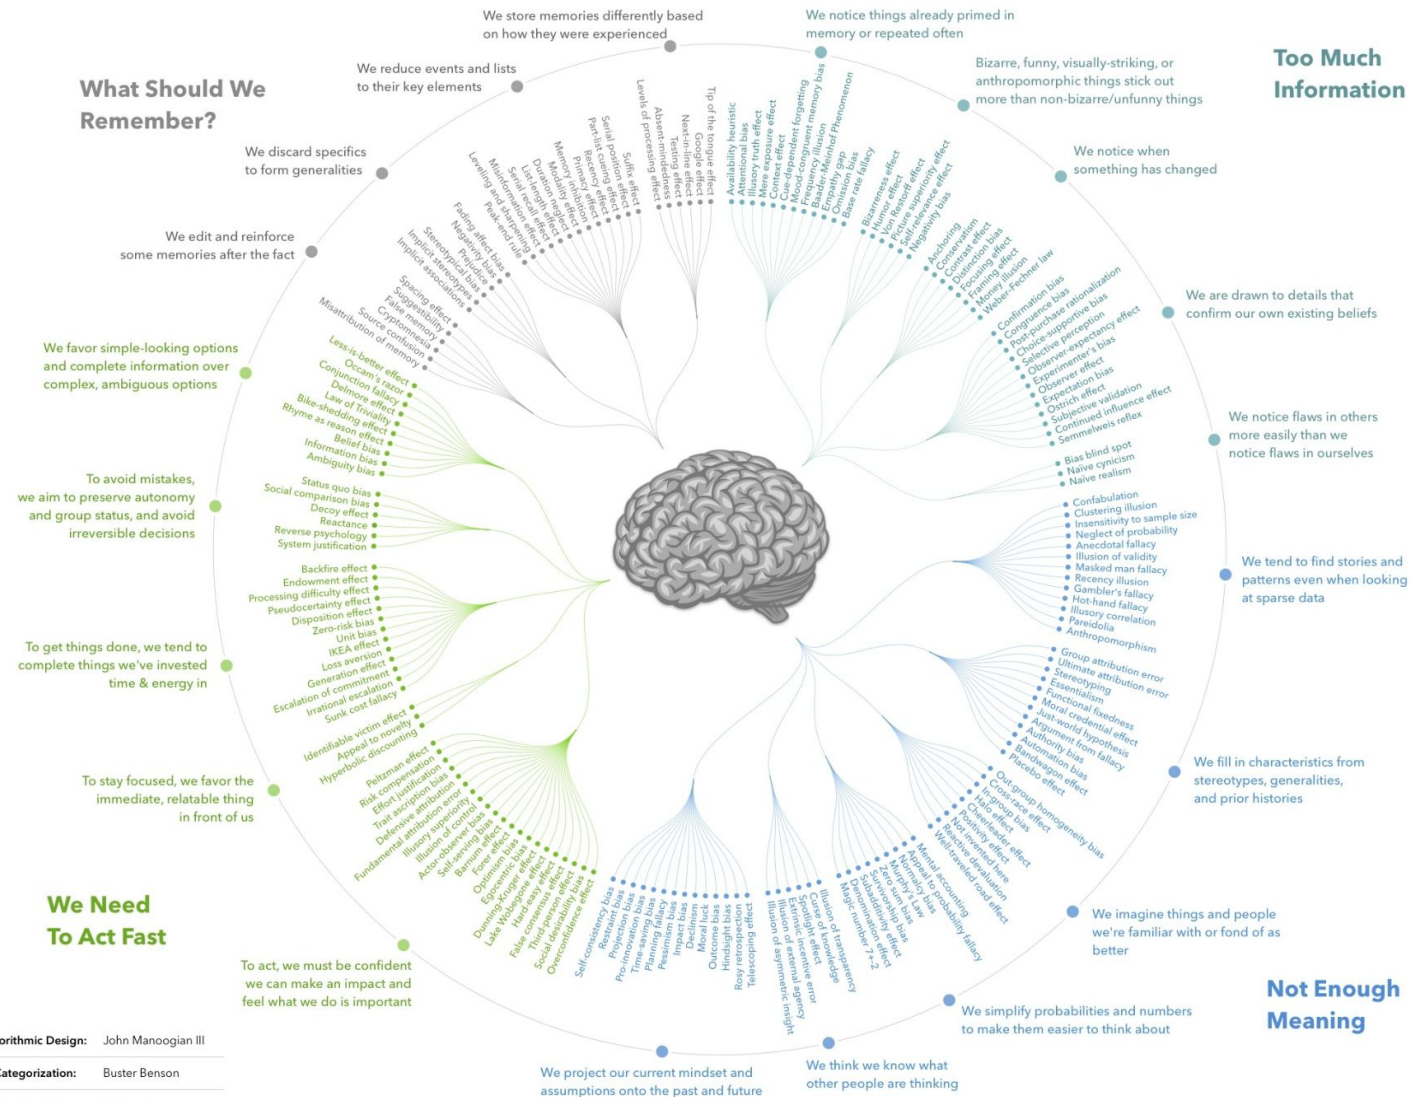 What Should We
Remember?
We store memories differently based
on how they were experienced
We reduce events and lists
to their key elements
We discard specifics
to form generalities
We edit and reinforce
some memories after the fact
Tip of the tongue effect
Google effect
Next-in-line effect
Testing effect
Absent-mindedness
Levels of processing effect
Suffix effect
Serial position effect
Part-list cueing effect
Recency effect
Primacy effect
Memory inhibition
Modality effect
Duration neglect
List-length effect
Serial recall effect
Misinformation effect
Leveling and sharpening
Peak-end rule
Fading affect bias
Negativity bias
Prejudice
Stereotypical bias
Implicit stereotypes
Implicit associations
Spacing effect
Suggestibility
False memory
Cryptomnesia
Source confusion
Misattribution of memory
Too Much
Information
We notice things already primed in
memory or repeated often
Availability heuristic
Attentional bias
Illusory truth effect
Mere exposure effect
Context effect
Cue-dependent forgetting
Mood-congruent memory bias
Frequency illusion
Baader-Meinhof Phenomenon
Empathy gap
Omission bias
Base rate fallacy
Bizarre, funny, visually-striking, or
anthropomorphic things stick out
more than non-bizarre/unfunny things
Bizarreness effect
Humor effect
Von Restorff effect
Picture superiority effect
Self-relevance effect
Negativity bias
We notice when
something has changed
Anchoring
Conservatism
Contrast effect
Distinction bias
Focusing effect
Framing effect
Money illusion
Weber-Fechner law
We are drawn to details that
confirm our own existing beliefs
Confirmation bias
Congruence bias
Post-purchase rationalization
Choice-supportive bias
Selective perception
Observer-expectancy effect
Experimenter's bias
Observer effect
Expectation bias
Ostrich effect
Subjective validation
Continued influence effect
Semmelweis reflex
We notice flaws in others
more easily than we
notice flaws in ourselves
Bias blind spot
Naïve cynicism
Naïve realism
We tend to find stories and
patterns even when looking
at sparse data
Confabulation
Clustering illusion
Insensitivity to sample size
Neglect of probability
Anecdotal fallacy
Illusion of validity
Masked man fallacy
Recency illusion
Gambler's fallacy
Hot-hand fallacy
Illusory correlation
Pareidolia
Anthropomorphism
We fill in characteristics from
stereotypes, generalities,
and prior histories
Group attribution error
Ultimate attribution error
Stereotyping
Essentialism
Functional fixedness
Moral credential effect
Just-world hypothesis
Argument from fallacy
Authority bias
Automation bias
Bandwagon effect
Placebo effect
We imagine things and people
we're familiar with or fond of as
better
Out-group homogeneity bias
Cross-race effect
In-group bias
Halo effect
Cheerleader effect
Positivity effect
Not invented here
Reactive devaluation
Well-traveled road effect
Not Enough
Meaning
We simplify probabilities and numbers
to make them easier to think about
Mental accounting
Appeal to probability fallacy
Normalcy bias
Murphy's Law
Zero sum bias
Survivorship bias
Subadditivity effect
Denomination effect
Magic number 7+-2
We think we know what
other people are thinking
Illusion of transparency
Curse of knowledge
Spotlight effect
Extrinsic incentive error
Illusion of external agency
Illusion of asymmetric insight
We project our current mindset and
assumptions onto the past and future
Telescoping effect
Rosy retrospection
Hindsight bias
Outcome bias
Moral luck
Declinism
Impact bias
Pessimism bias
Planning fallacy
Time-saving bias
Pro-innovation bias
Projection bias
Restraint bias
Self-consistency bias
We favor simple-looking options
and complete information over
complex, ambiguous options
Less-is-better effect
Occam's razor
Conjunction fallacy
Delmore effect
Law of Triviality
Bike-shedding effect
Rhyme as reason effect
Belief bias
Information bias
Ambiguity bias
To avoid mistakes,
we aim to preserve autonomy
and group status, and avoid
irreversible decisions
Status quo bias
Social comparison bias
Decoy effect
Reactance
Reverse psychology
System justification
To get things done, we tend to
complete things we've invested
time & energy in
Backfire effect
Endowment effect
Processing difficulty effect
Pseudocertainty effect
Disposition effect
Zero-risk bias
Unit bias
IKEA effect
Loss aversion
Generation effect
Escalation of commitment
Irrational escalation
Sunk cost fallacy
To stay focused, we favor the
immediate, relatable thing
in front of us
Identifiable victim effect
Appeal to novelty
Hyperbolic discounting
We Need
To Act Fast
To act, we must be confident
we can make an impact and
feel what we do is important
Peltzman effect
Risk compensation
Effort justification
Trait ascription bias
Defensive attribution
Fundamental attribution error
Illusory superiority
Illusion of control
Actor-observer bias
Self-serving bias
Barnum effect
Forer effect
Optimism bias
Egocentric bias
Dunning-Kruger effect
Lake Wobegone effect
Hard-easy effect
False consensus effect
Third-person effect
Social desirability bias
Overconfidence effect
orithmic Design: John Manoogian III
Categorization: Buster Benson